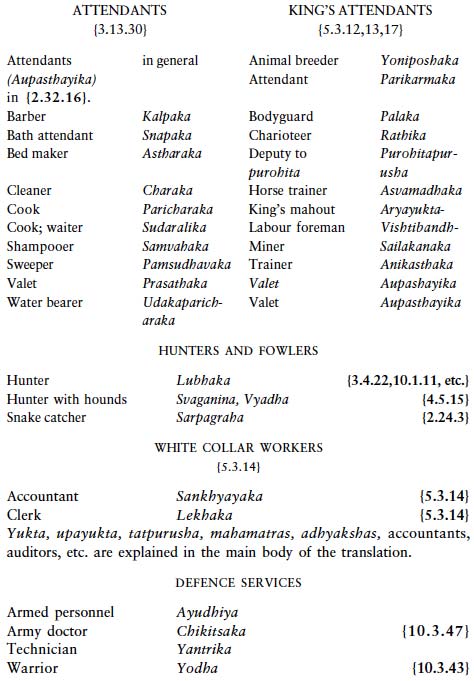 ATTENDANTS
{3.13.30}
Attendants in general
(Aupasthayika)
in {2.32.16}.
Barber Kalpaka
Bath attendant Snapaka
Bed maker Astharaka
Cleaner Charaka
Cook Paricharaka
Cook; waiter Sudaralika
Shampooer Samvahaka
Sweeper Pamsudhavaka
Valet Prasathaka
Water bearer Udakaparich-
araka
KING'S ATTENDANTS
{5.3.12,13,17}
Animal breeder Yoniposhaka
Attendant Parikarmaka
Bodyguard Palaka
Charioteer Rathika
Deputy to Purohitapur-
purohita usha
Horse trainer Asvamadhaka
King's mahout Aryayukta-
Labour foreman Vishtibandh-
Miner Sailakanaka
Trainer Anikasthaka
Valet Aupashayika
Valet Aupasthayika
HUNTERS AND FOWLERS
Hunter Lubhaka {3.4.22,10.1.11, etc.}
Hunter with hounds Svaganina, Vyadha {4.5.15}
Snake catcher Sarpagraha {2.24.3}
WHITE COLLAR WORKERS
{5.3.14}
Accountant Sankhyayaka {5.3.14}
Clerk Lekhaka {5.3.14}
Yukta, upayukta, tatpurusha, mahamatras, adhyakshas, accountants,
auditors, etc. are explained in the main body of the translation.
DEFENCE SERVICES
Armed personnel Ayudhiya
Army doctor Chikitsaka {10.3.47}
Technician Yantrika
Warrior Yodha {10.3.43}